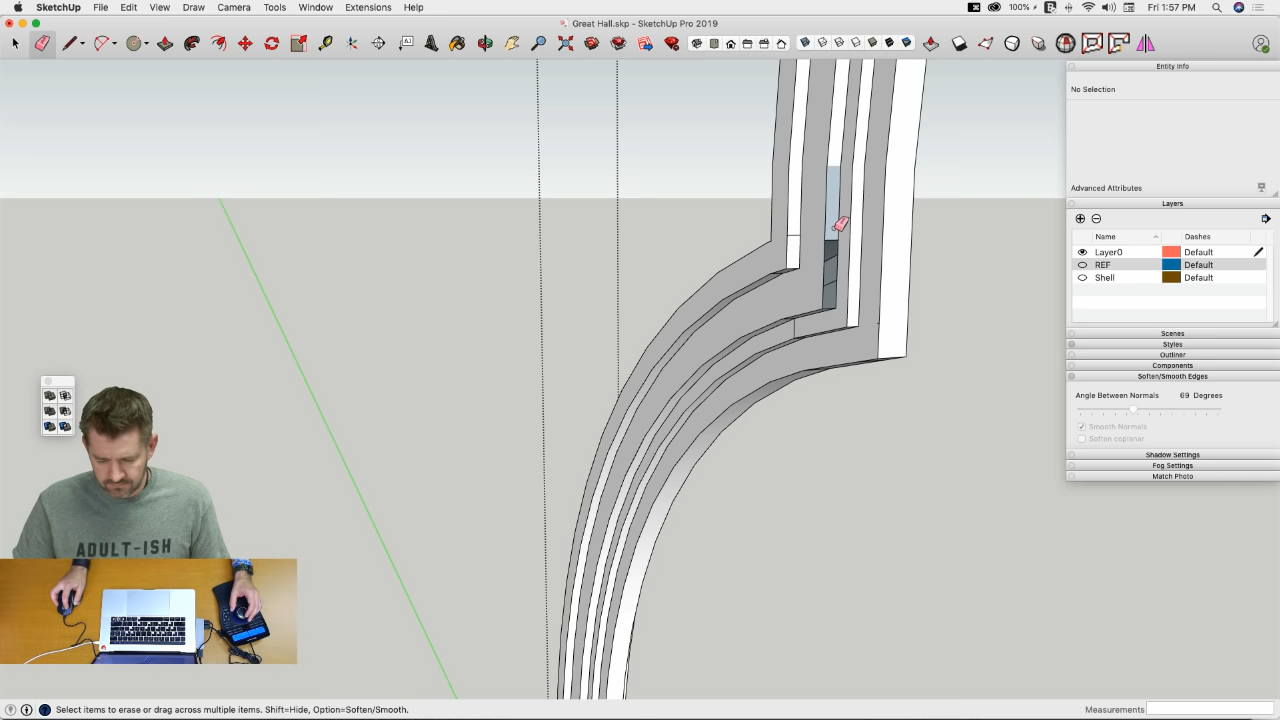 SketchUp File Edit View Draw Camera Tools Window Extensions Help 100% Fri 1:57 PM
Great Hall.skp - SketchUp Pro 2019
Entity Info
No Selection
Advanced Attributes
Layers
Name Dashes
Layer0 Default
REF Default
Shell Default
Scenes
Styles
Outliner
Components
Soften/Smooth Edges
Angle Between Normals 69 Degrees
Smooth Normals
Soften coplanar
Shadow Settings
Fog Settings
Match Photo
ADULT-ISH
Select items to erase or drag across multiple items. Shift=Hide, Option=Soften/Smooth. Measurements